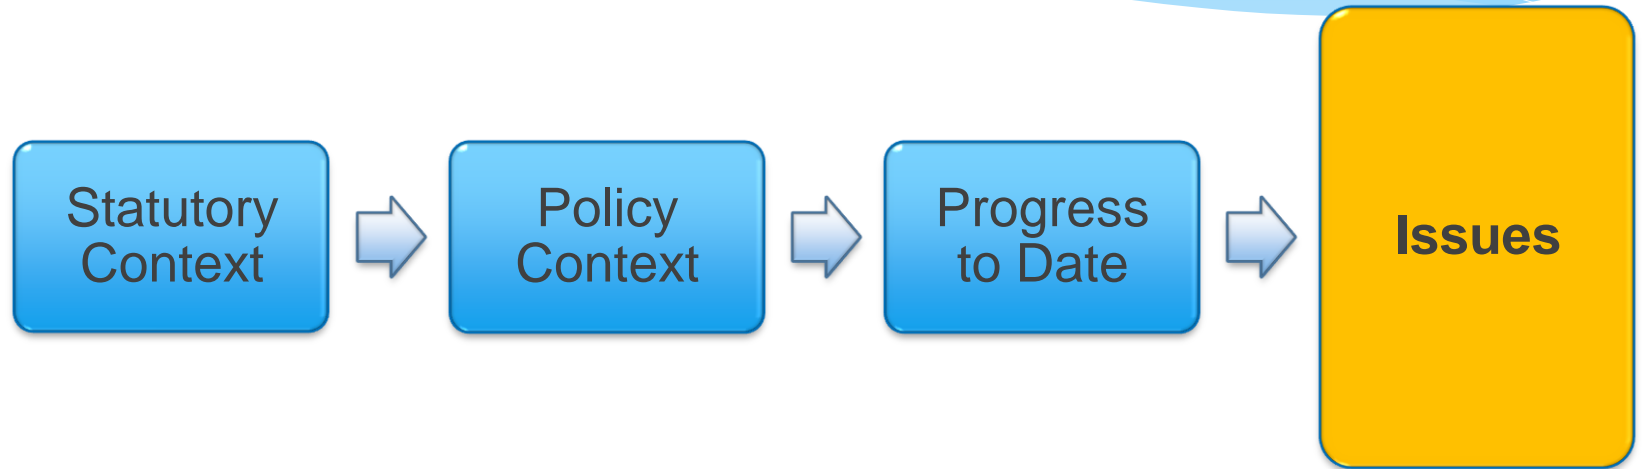 Statutory
Context
Policy
Context
Progress
to Date
Issues